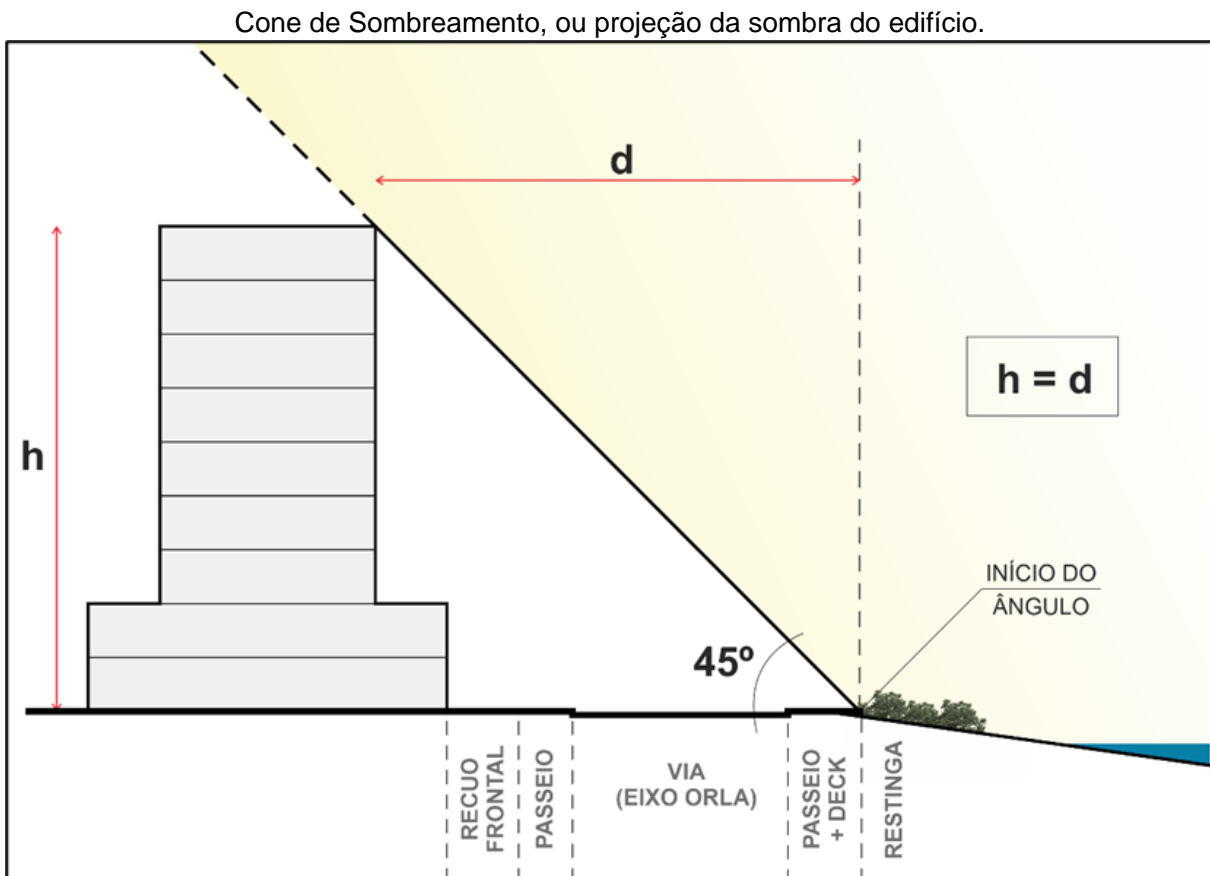 Cone de Sombreamento, ou projeção da sombra do edifício.
d
h = d
h
INÍCIO DO
ÂNGULO
45º
RECUO
FRONTAL
PASSEIO
VIA
(EIXO ORLA)
PASSEIO
+ DECK
RESTINGA